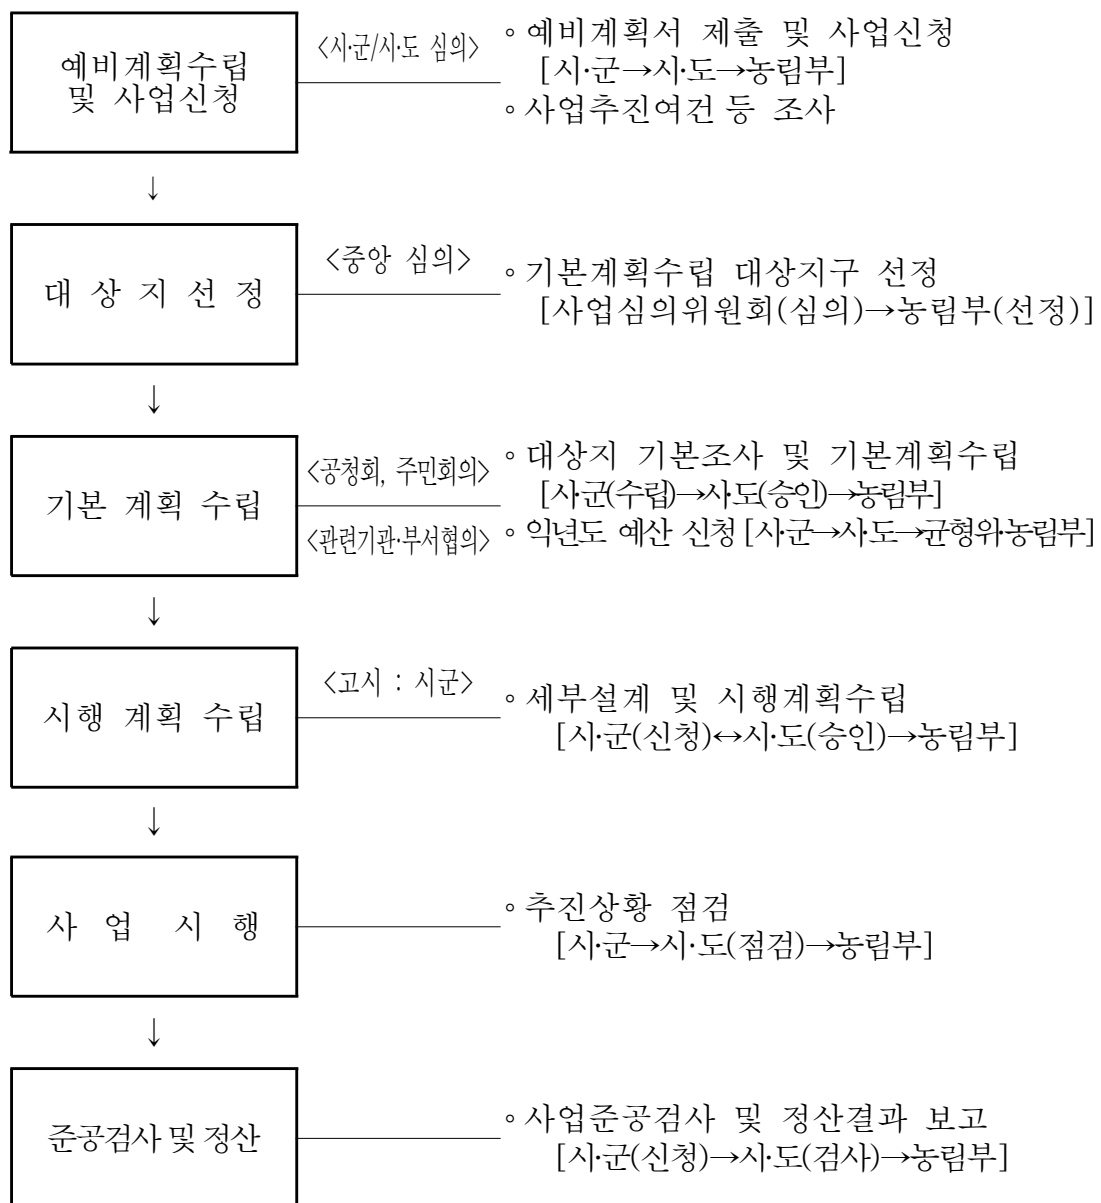 예비계획수립
및 사업신청
<시·군/시·도 심의>
◦예비계획서 제출 및 사업신청
[시·군→시·도→농림부]
◦사업추진여건 등 조사
↓
대 상 지 선 정
<중앙 심의>
◦기본계획수립 대상지구 선정
[사업심의위원회(심의)→농림부(선정)]
↓
기본 계획 수립
<공청회, 주민회의>
<관련기관·부서협의>
◦대상지 기본조사 및 기본계획수립
[시·군(수립)→시·도(승인)→농림부]
◦익년도 예산 신청[시·군→시·도→균형위·농림부]
↓
시행 계획 수립
<고시 : 시군>
◦세부설계 및 시행계획수립
[시·군(신청)↔시·도(승인)→농림부]
↓
사 업 시 행
◦추진상황 점검
[시·군→시·도(점검)→농림부]
↓
준공검사 및 정산
◦사업준공검사 및 정산결과 보고
[시·군(신청)→시·도(검사)→농림부]